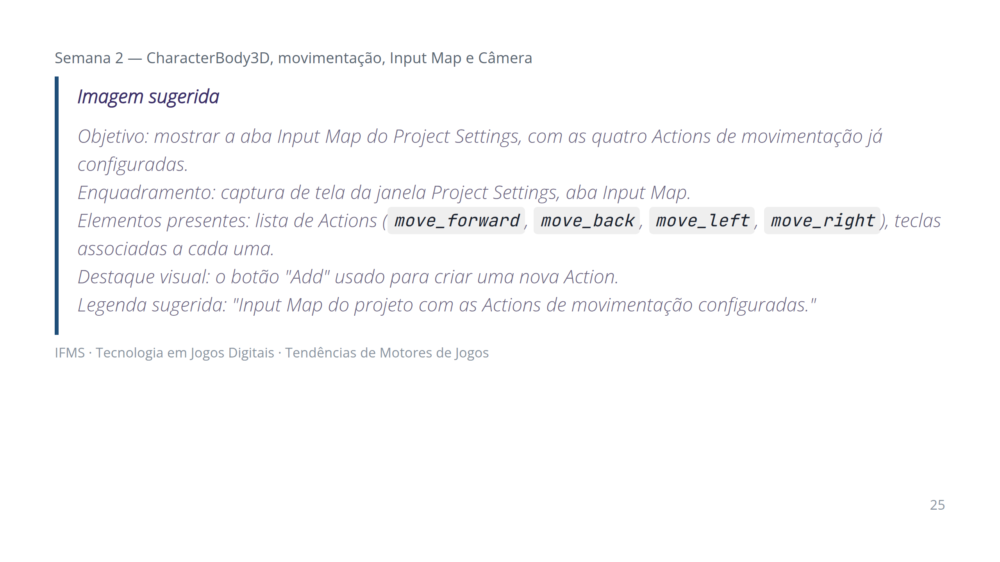 Semana 2 — CharacterBody3D, movimentação, Input Map e Câmera
Imagem sugerida
Objetivo: mostrar a aba Input Map do Project Settings, com as quatro Actions de movimentação já
configuradas.
Enquadramento: captura de tela da janela Project Settings, aba Input Map.
Elementos presentes: lista de Actions (move_forward, move_back, move_left, move_right), teclas
associadas a cada uma.
Destaque visual: o botão "Add" usado para criar uma nova Action.
Legenda sugerida: "Input Map do projeto com as Actions de movimentação configuradas."
IFMS · Tecnologia em Jogos Digitais · Tendências de Motores de Jogos
25